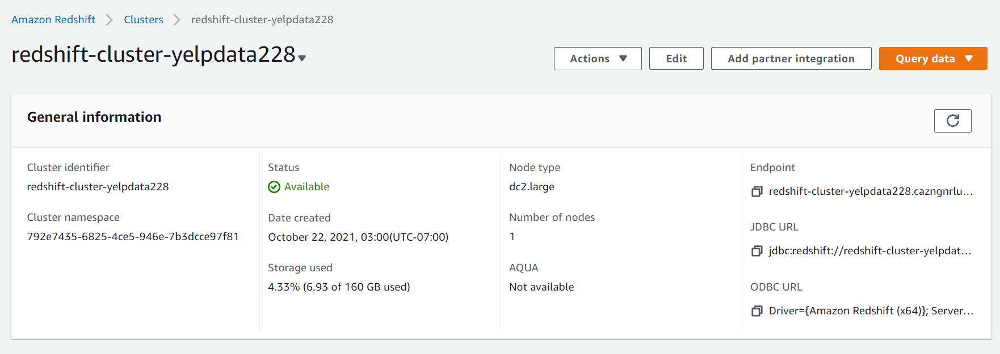 Amazon Redshift > Clusters > redshift-cluster-yelpdata228
redshift-cluster-yelpdata228
Actions
Edit
Add partner integration
Query data
General information
Cluster identifier
redshift-cluster-yelpdata228
Cluster namespace
792e7435-6825-4ce5-946e-7b3dcce97f81
Status
Available
Date created
October 22, 2021, 03:00(UTC-07:00)
Storage used
4.33% (6.93 of 160 GB used)
Node type
dc2.large
Number of nodes
1
AQUA
Not available
Endpoint
redshift-cluster-yelpdata228.cazngnrlu...
JDBC URL
jdbc:redshift://redshift-cluster-yelpdat...
ODBC URL
Driver={Amazon Redshift (x64)}; Server...